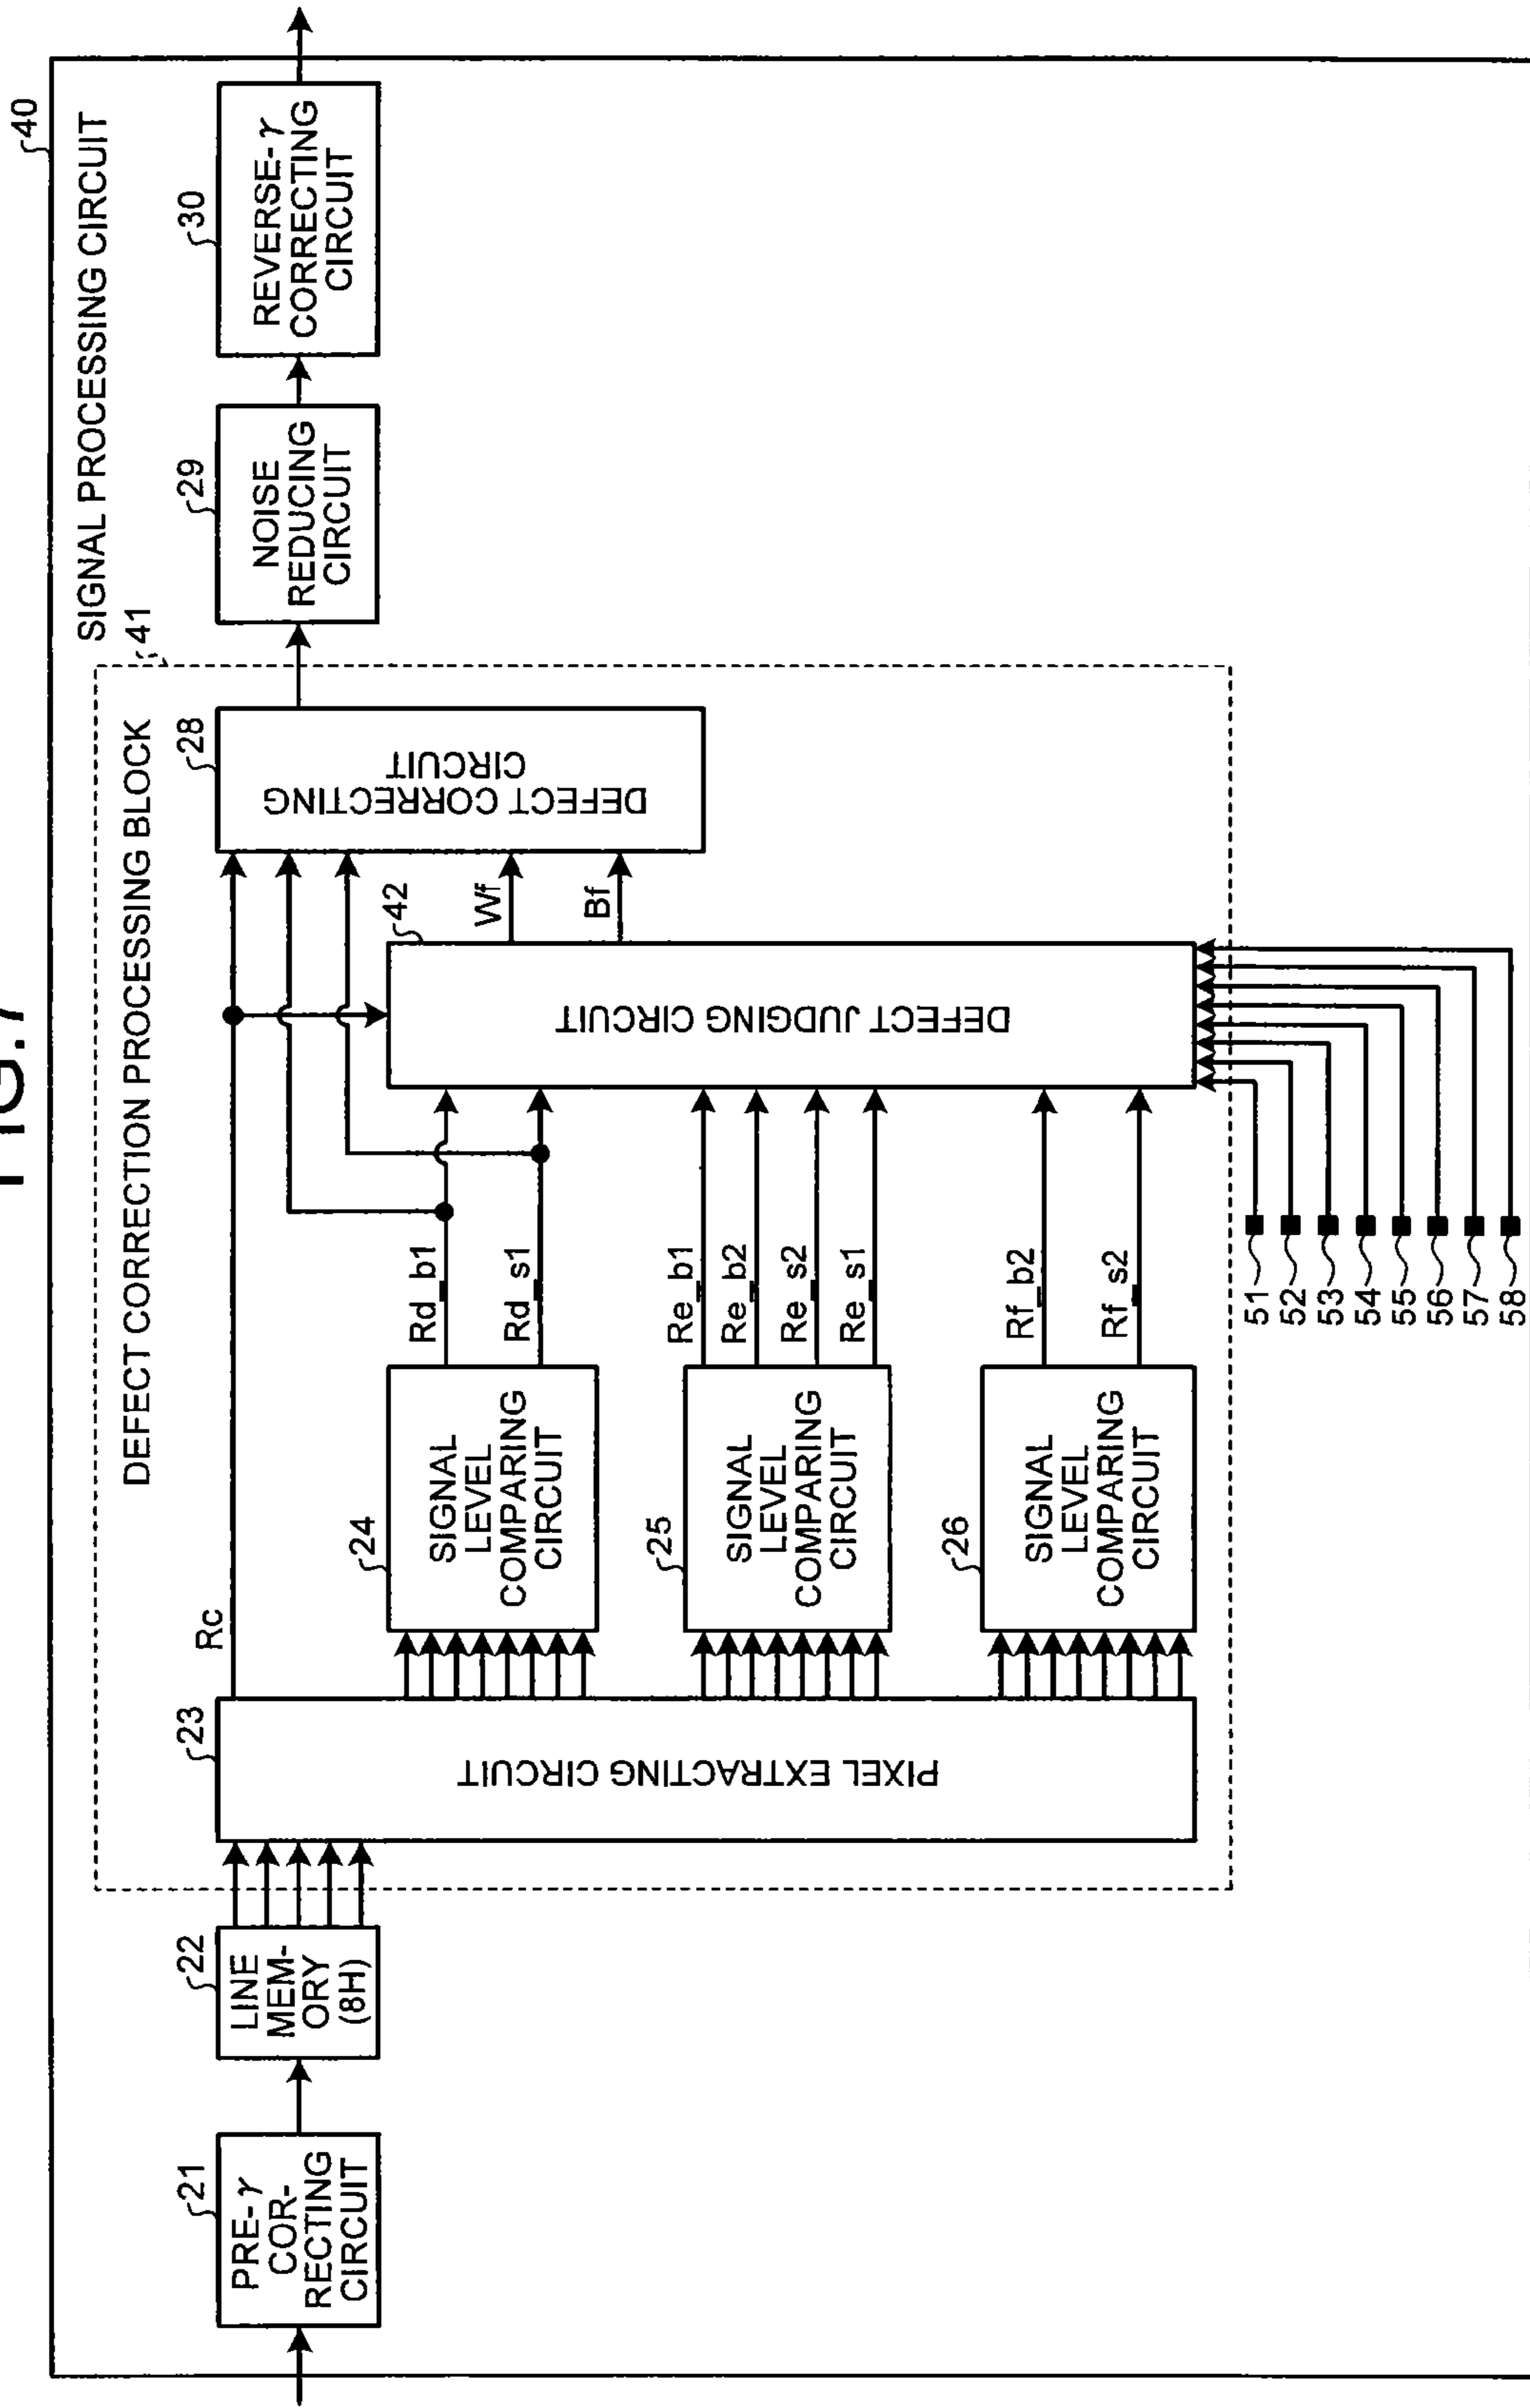 FIG.7
40
SIGNAL PROCESSING CIRCUIT
41
DEFECT CORRECTION PROCESSING BLOCK
21
PRE-γ
COR-
RECTING
CIRCUIT
22
LINE
MEM-
ORY
(8H)
23
PIXEL EXTRACTING CIRCUIT
Rc
24
SIGNAL
LEVEL
COMPARING
CIRCUIT
Rd_b1
Rd_s1
25
SIGNAL
LEVEL
COMPARING
CIRCUIT
Re_b1
Re_b2
Re_s2
Re_s1
26
SIGNAL
LEVEL
COMPARING
CIRCUIT
Rf_b2
Rf_s2
42
DEFECT JUDGING CIRCUIT
Wf
Bf
28
DEFECT CORRECTING
CIRCUIT
29
NOISE
REDUCING
CIRCUIT
30
REVERSE-γ
CORRECTING
CIRCUIT
51
52
53
54
55
56
57
58